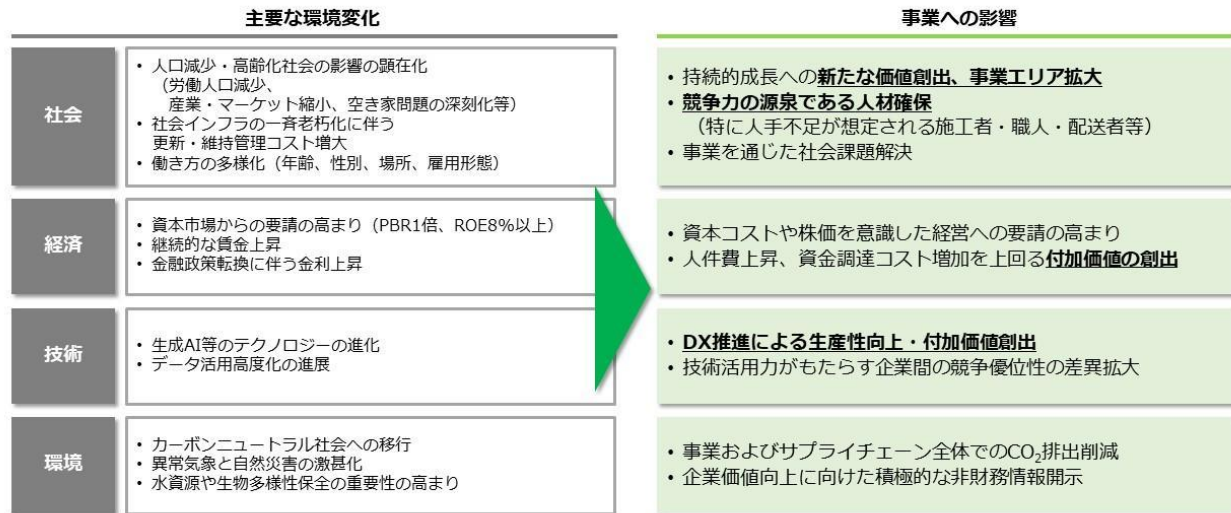 主要な環境変化
事業への影響
社会
• 人口減少・高齢化社会の影響の顕在化
（労働人口減少、
産業・マーケット縮小、空き家問題の深刻化等）
• 社会インフラの一斉老朽化に伴う
更新・維持管理コスト増大
• 働き方の多様化（年齢、性別、場所、雇用形態）
• 持続的成長への新たな価値創出、事業エリア拡大
• 競争力の源泉である人材確保
（特に人手不足が想定される施工者・職人・配送者等）
• 事業を通じた社会課題解決
経済
• 資本市場からの要請の高まり（PBR1倍、ROE8%以上）
• 継続的な賃金上昇
• 金融政策転換に伴う金利上昇
• 資本コストや株価を意識した経営への要請の高まり
• 人件費上昇、資金調達コスト増加を上回る付加価値の創出
技術
• 生成AI等のテクノロジーの進化
• データ活用高度化の進展
• DX推進による生産性向上・付加価値創出
• 技術活用力がもたらす企業間の競争優位性の差異拡大
環境
• カーボンニュートラル社会への移行
• 異常気象と自然災害の激甚化
• 水資源や生物多様性保全の重要性の高まり
• 事業およびサプライチェーン全体でのCO₂排出削減
• 企業価値向上に向けた積極的な非財務情報開示